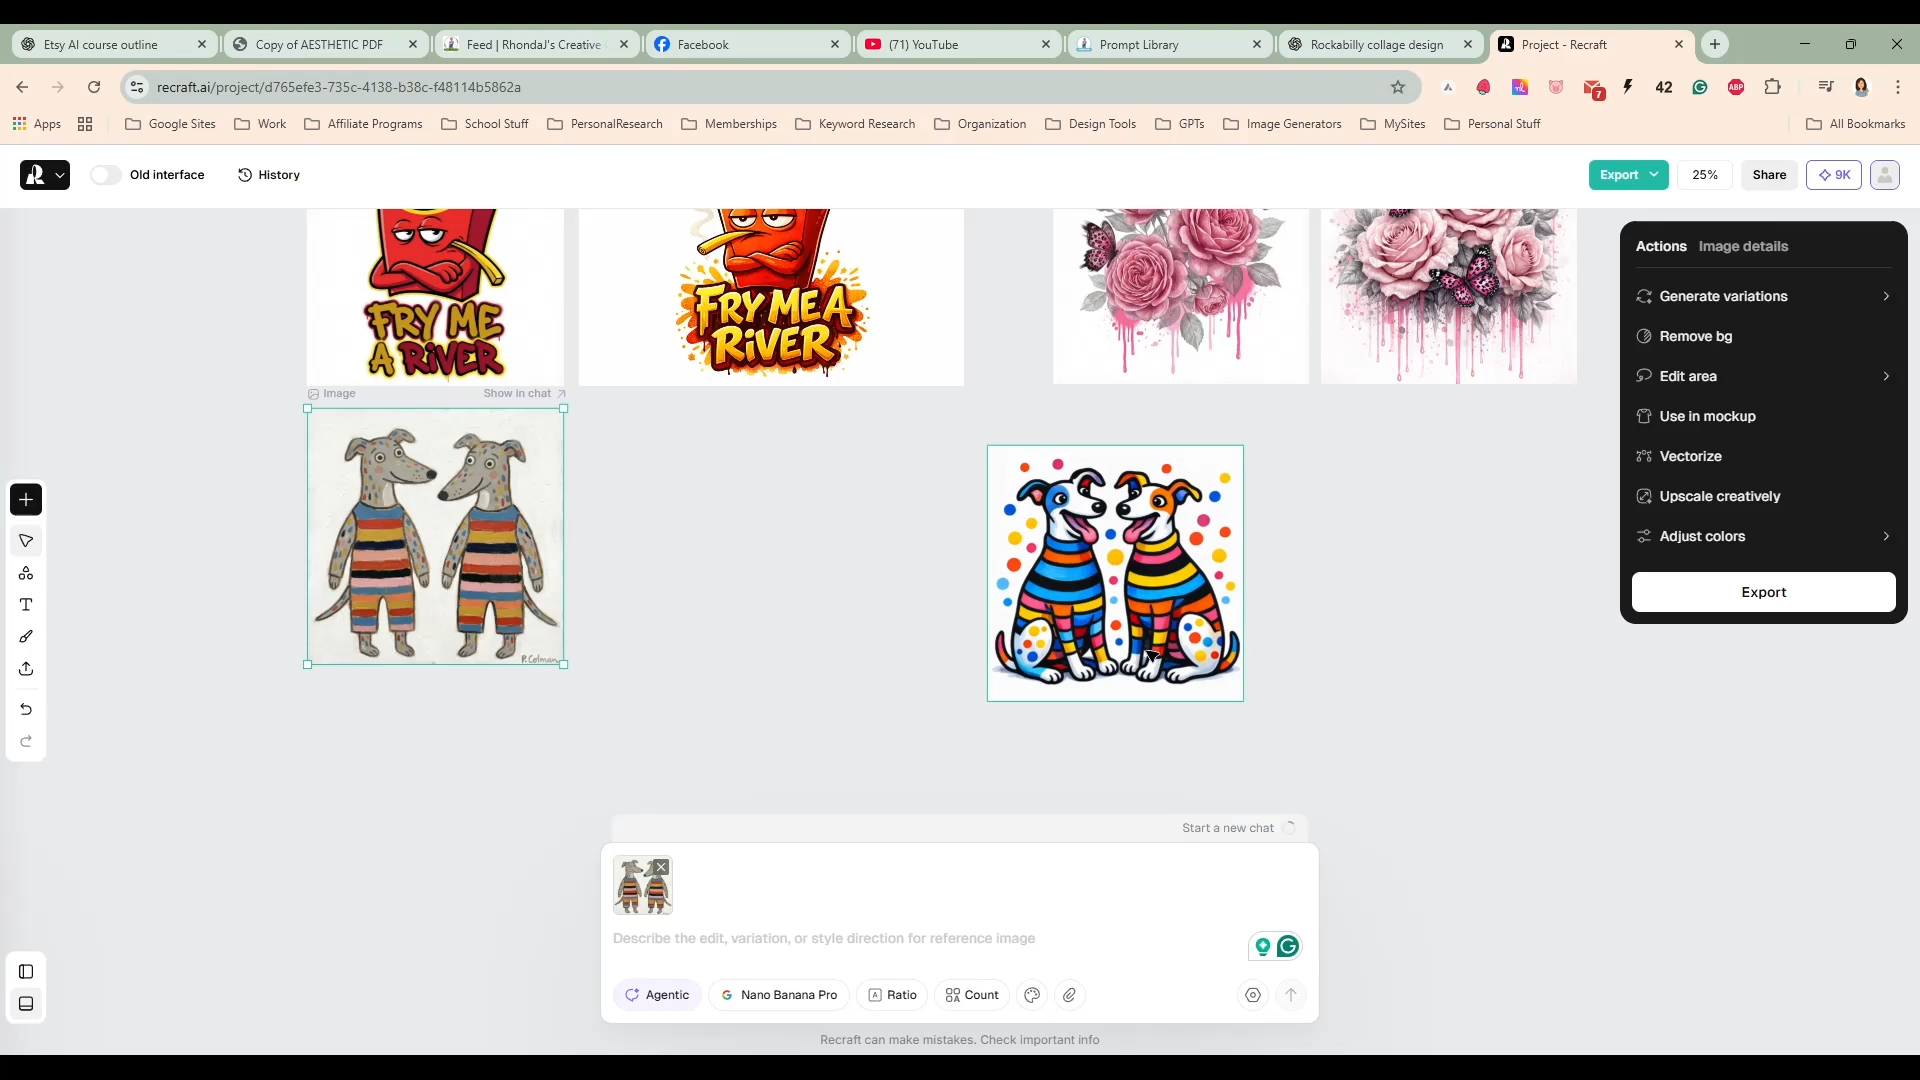 Etsy AI course outline
Copy of AESTHETIC PDF
Feed | RhondaJ's Creative
Facebook
(71) YouTube
Prompt Library
Rockabilly collage design
Project - Recraft
recraft.ai/project/d765efe3-735c-4138-b38c-f48114b5862a
7
42
ABP
Apps
Google Sites
Work
Affiliate Programs
School Stuff
PersonalResearch
Memberships
Keyword Research
Organization
Design Tools
GPTs
Image Generators
MySites
Personal Stuff
All Bookmarks
Old interface
History
Export
25%
Share
9K
FRY ME
A RIVER
FRY ME A
RIVER
Actions
Image details
Generate variations
Remove bg
Edit area
Use in mockup
Vectorize
Upscale creatively
Adjust colors
Export
Image
Show in chat
P. Colman
Start a new chat
Describe the edit, variation, or style direction for reference image
Agentic
Nano Banana Pro
Ratio
Count
Recraft can make mistakes. Check important info